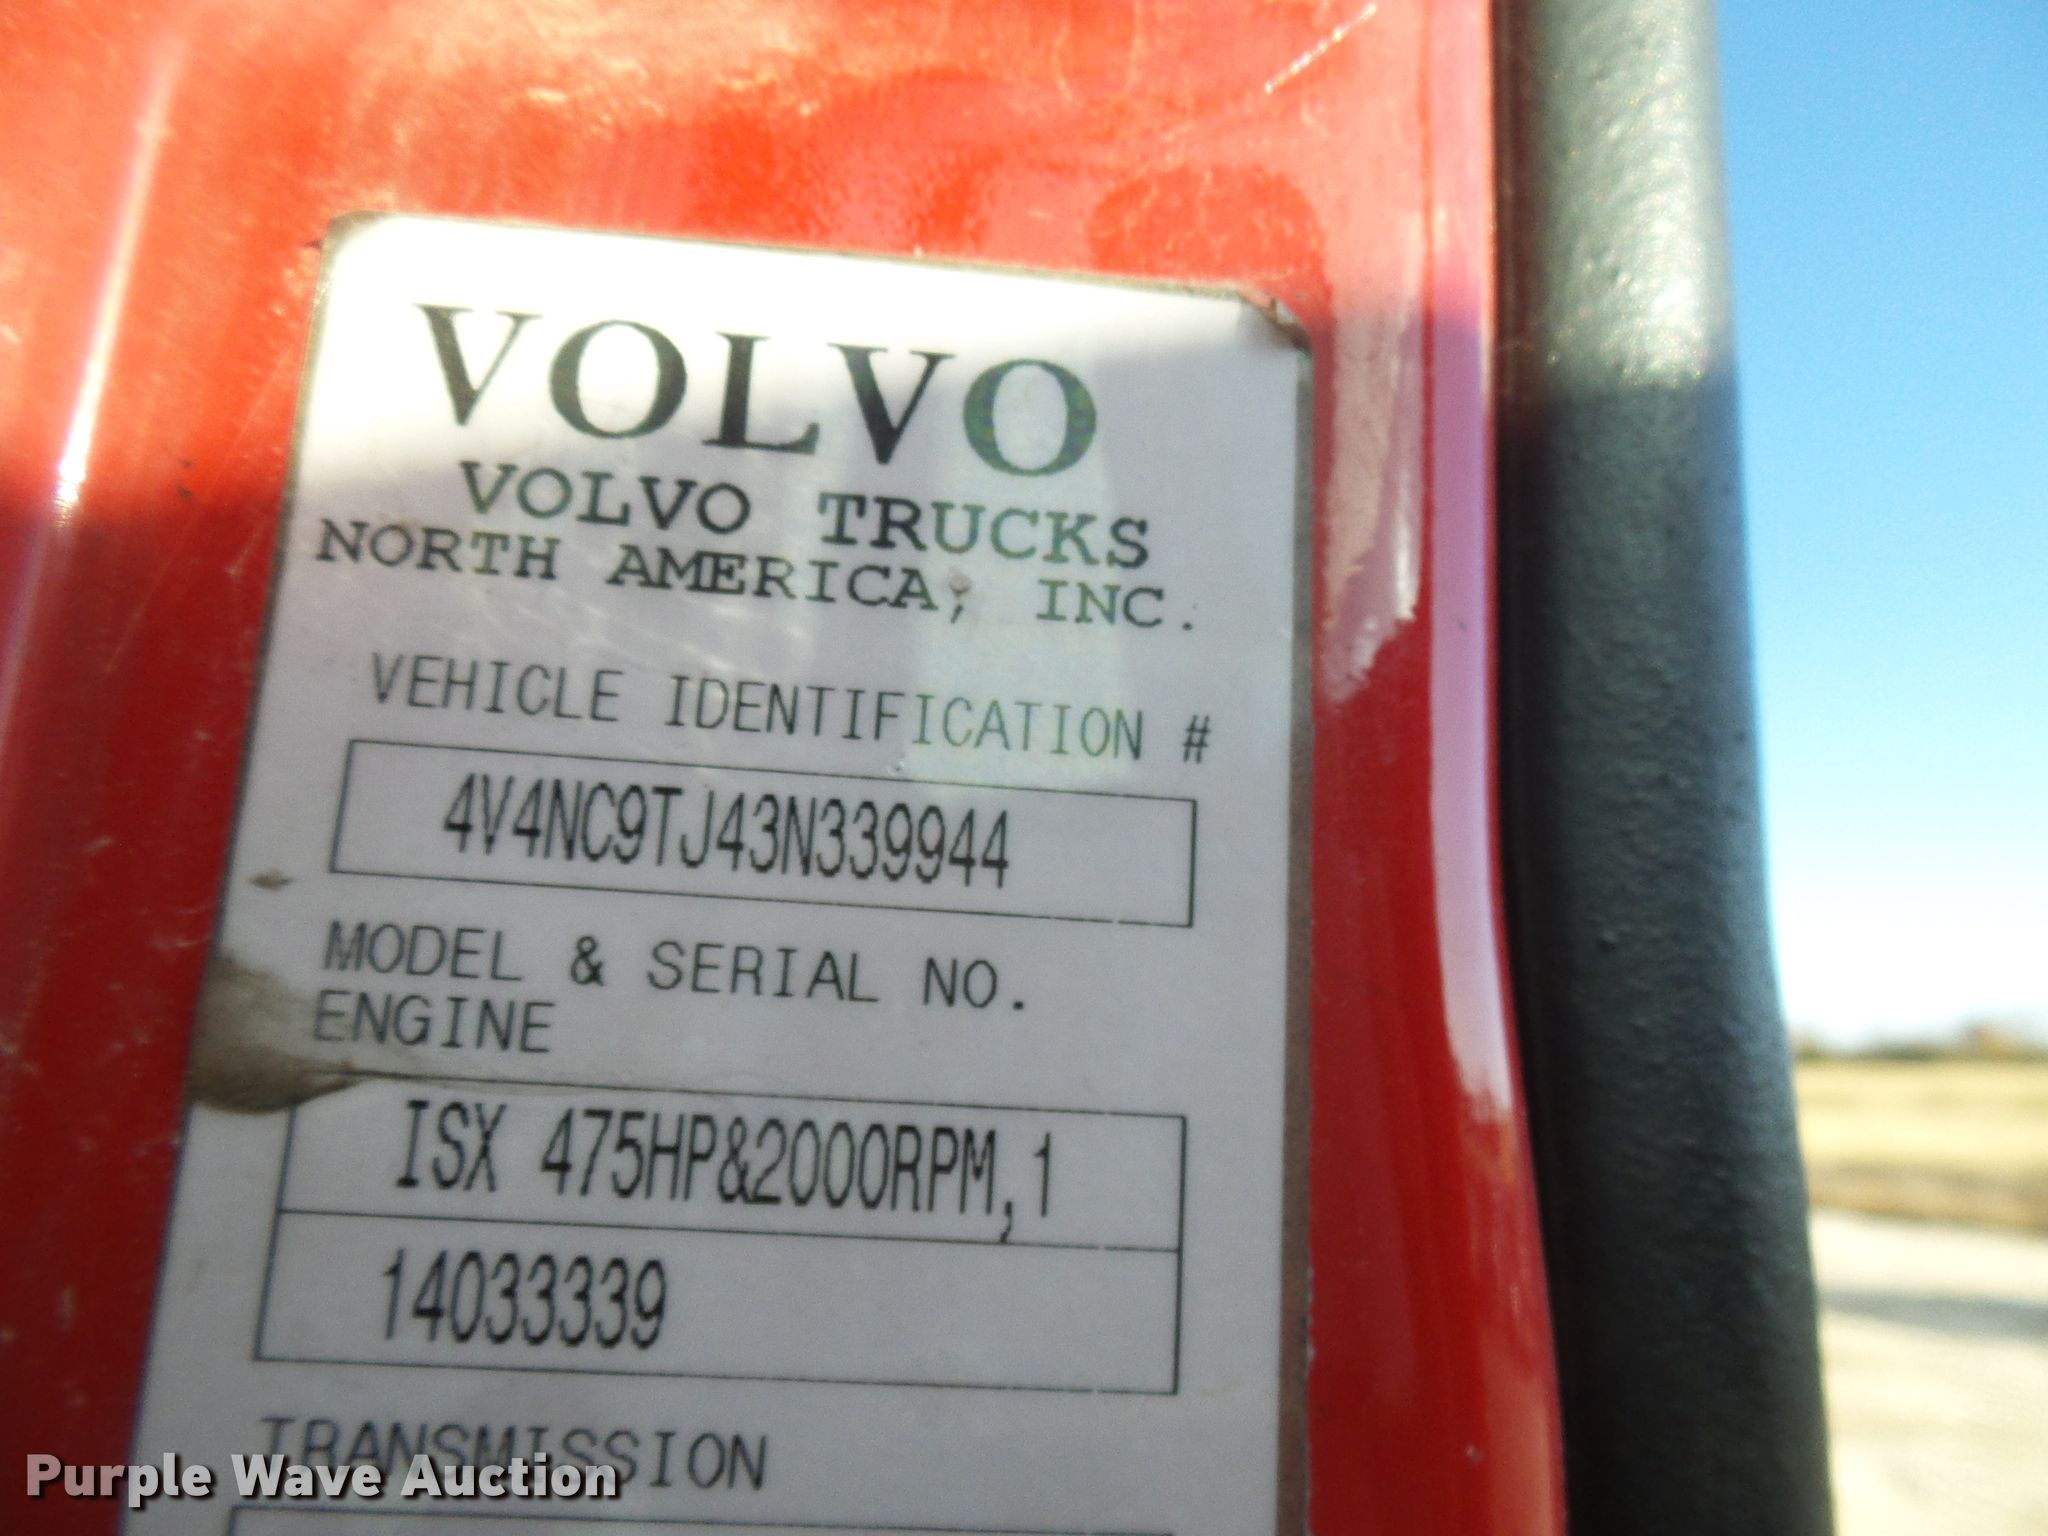 VOLVO
VOLVO TRUCKS
NORTH AMERICA, INC.
VEHICLE IDENTIFICATION #
4V4NC9TJ43N339944
MODEL & SERIAL NO.
ENGINE
ISX 475HP&2000RPM,1
14033339
TRANSMISSION
Purple Wave Auction